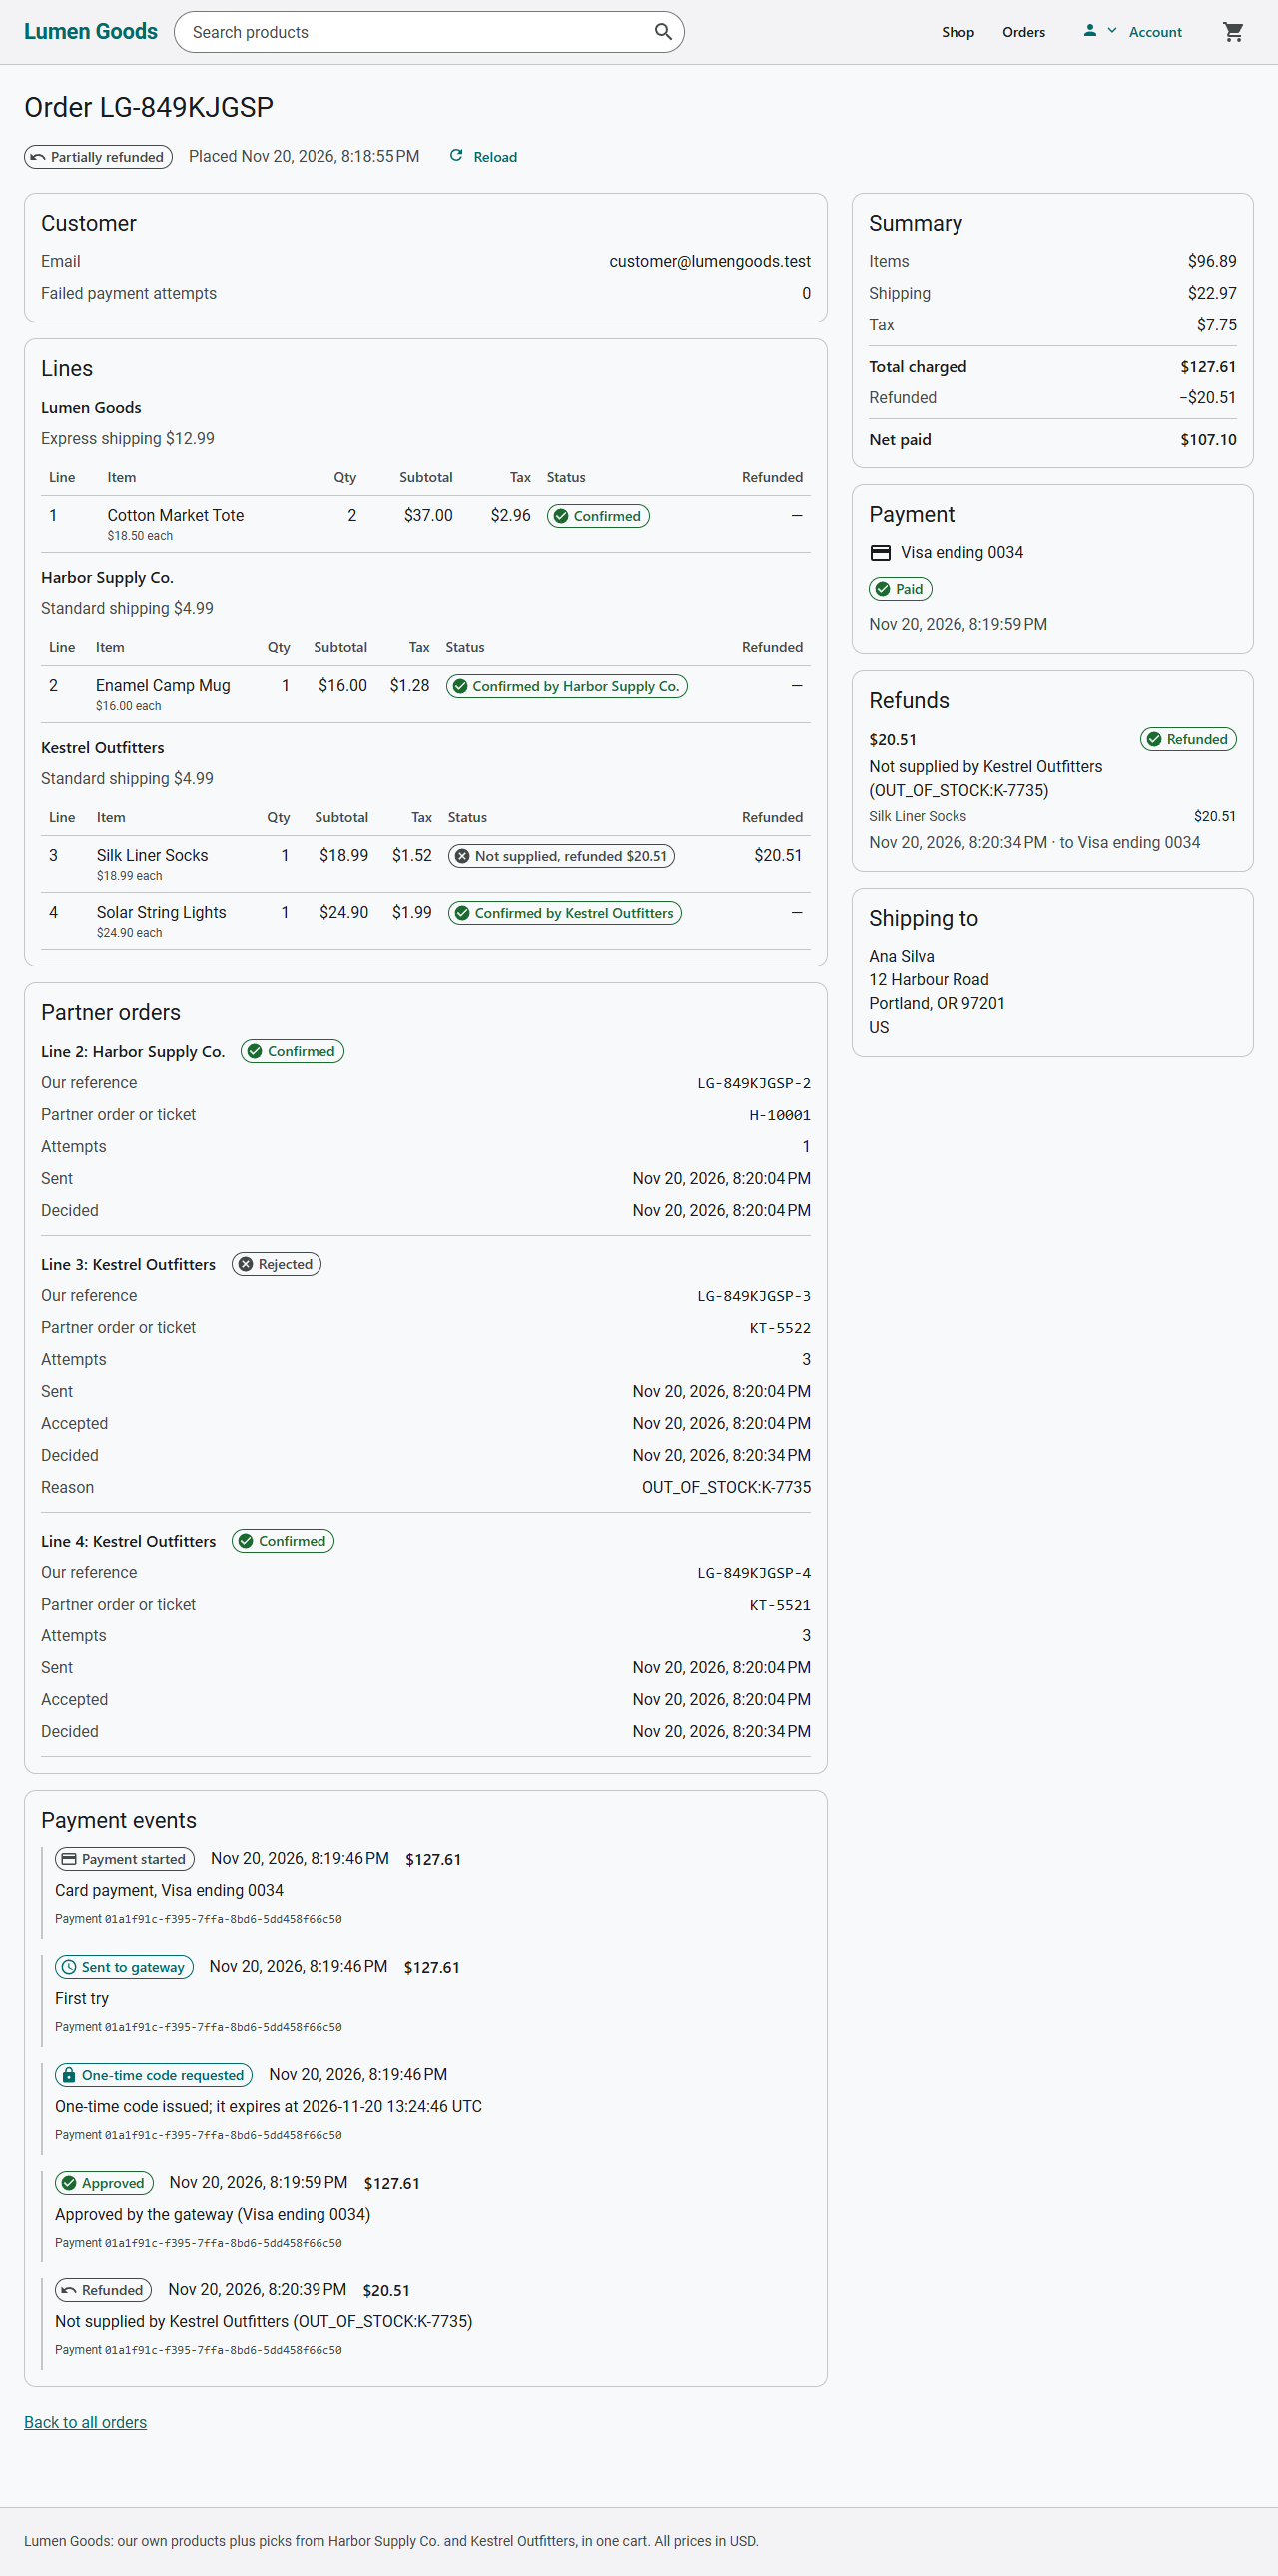 Lumen Goods
Search products
Shop
Orders
Account
Order LG-849KJGSP
Partially refunded
Placed Nov 20, 2026, 8:18:55 PM
Reload
Customer
Email customer@lumengoods.test
Failed payment attempts 0
Lines
Lumen Goods
Express shipping $12.99
Line Item Qty Subtotal Tax Status Refunded
1 Cotton Market Tote 2 $37.00 $2.96 Confirmed —
$18.50 each
Harbor Supply Co.
Standard shipping $4.99
Line Item Qty Subtotal Tax Status Refunded
2 Enamel Camp Mug 1 $16.00 $1.28 Confirmed by Harbor Supply Co. —
$16.00 each
Kestrel Outfitters
Standard shipping $4.99
Line Item Qty Subtotal Tax Status Refunded
3 Silk Liner Socks 1 $18.99 $1.52 Not supplied, refunded $20.51 $20.51
$18.99 each
4 Solar String Lights 1 $24.90 $1.99 Confirmed by Kestrel Outfitters —
$24.90 each
Partner orders
Line 2: Harbor Supply Co. Confirmed
Our reference LG-849KJGSP-2
Partner order or ticket H-10001
Attempts 1
Sent Nov 20, 2026, 8:20:04 PM
Decided Nov 20, 2026, 8:20:04 PM
Line 3: Kestrel Outfitters Rejected
Our reference LG-849KJGSP-3
Partner order or ticket KT-5522
Attempts 3
Sent Nov 20, 2026, 8:20:04 PM
Accepted Nov 20, 2026, 8:20:04 PM
Decided Nov 20, 2026, 8:20:34 PM
Reason OUT_OF_STOCK:K-7735
Line 4: Kestrel Outfitters Confirmed
Our reference LG-849KJGSP-4
Partner order or ticket KT-5521
Attempts 3
Sent Nov 20, 2026, 8:20:04 PM
Accepted Nov 20, 2026, 8:20:04 PM
Decided Nov 20, 2026, 8:20:34 PM
Payment events
Payment started Nov 20, 2026, 8:19:46 PM $127.61
Card payment, Visa ending 0034
Payment 01a1f91c-f395-7ffa-8bd6-5dd458f66c50
Sent to gateway Nov 20, 2026, 8:19:46 PM $127.61
First try
Payment 01a1f91c-f395-7ffa-8bd6-5dd458f66c50
One-time code requested Nov 20, 2026, 8:19:46 PM
One-time code issued; it expires at 2026-11-20 13:24:46 UTC
Payment 01a1f91c-f395-7ffa-8bd6-5dd458f66c50
Approved Nov 20, 2026, 8:19:59 PM $127.61
Approved by the gateway (Visa ending 0034)
Payment 01a1f91c-f395-7ffa-8bd6-5dd458f66c50
Refunded Nov 20, 2026, 8:20:39 PM $20.51
Not supplied by Kestrel Outfitters (OUT_OF_STOCK:K-7735)
Payment 01a1f91c-f395-7ffa-8bd6-5dd458f66c50
Summary
Items $96.89
Shipping $22.97
Tax $7.75
Total charged $127.61
Refunded −$20.51
Net paid $107.10
Payment
Visa ending 0034
Paid
Nov 20, 2026, 8:19:59 PM
Refunds
$20.51 Refunded
Not supplied by Kestrel Outfitters
(OUT_OF_STOCK:K-7735)
Silk Liner Socks $20.51
Nov 20, 2026, 8:20:34 PM · to Visa ending 0034
Shipping to
Ana Silva
12 Harbour Road
Portland, OR 97201
US
Back to all orders
Lumen Goods: our own products plus picks from Harbor Supply Co. and Kestrel Outfitters, in one cart. All prices in USD.